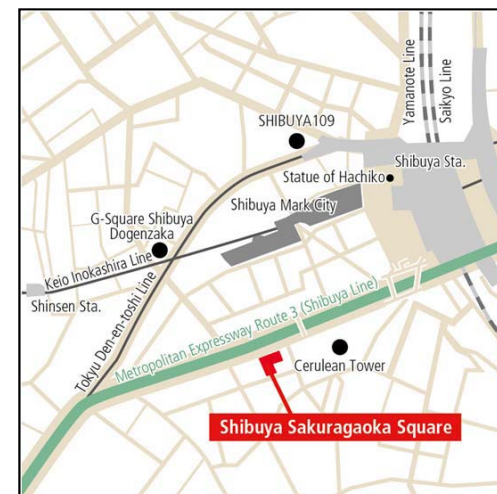 Yamanote Line
Saikyo Line
SHIBUYA109
Shibuya Sta.
Statue of Hachiko
Shibuya Mark City
G-Square Shibuya
Dogenzaka
Keio Inokashira Line
Shinsen Sta.
Tokyu Den-en-toshi Line
Metropolitan Expressway Route 3 (Shibuya Line)
Cerulean Tower
Shibuya Sakuragaoka Square